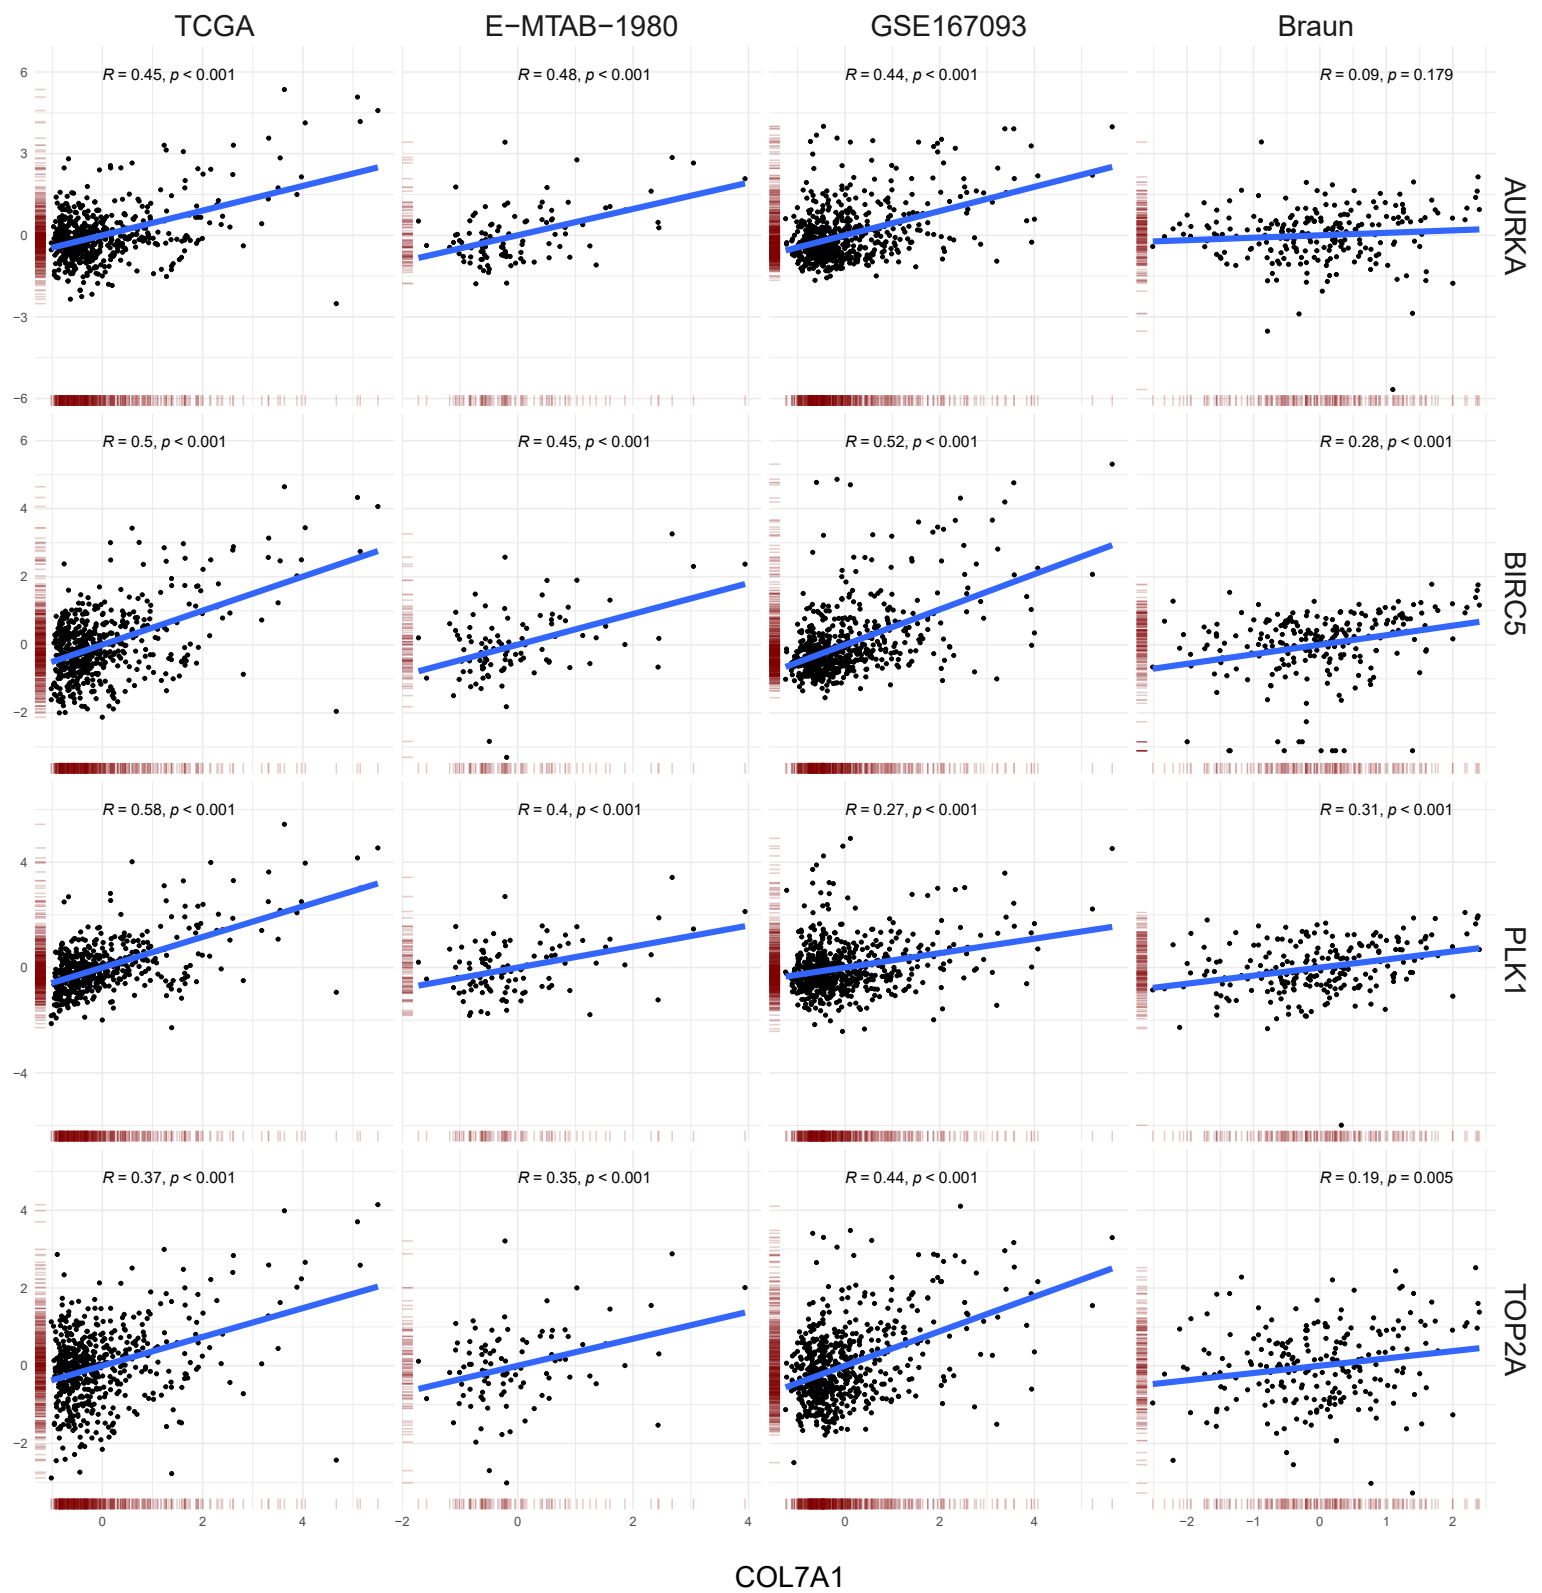 TCGA E−MTAB−1980 GSE167093 Braun
R = 0.45, p < 0.001 R = 0.48, p < 0.001 R = 0.44, p < 0.001 R = 0.09, p = 0.179
6
3
0
−3
−6
AURKA
R = 0.5, p < 0.001 R = 0.45, p < 0.001 R = 0.52, p < 0.001 R = 0.28, p < 0.001
6
4
2
0
−2
BIRC5
R = 0.58, p < 0.001 R = 0.4, p < 0.001 R = 0.27, p < 0.001 R = 0.31, p < 0.001
4
0
−4
PLK1
R = 0.37, p < 0.001 R = 0.35, p < 0.001 R = 0.44, p < 0.001 R = 0.19, p = 0.005
4
2
0
−2
TOP2A
0 2 4 −2 0 2 4 0 2 4 −2 −1 0 1 2
COL7A1